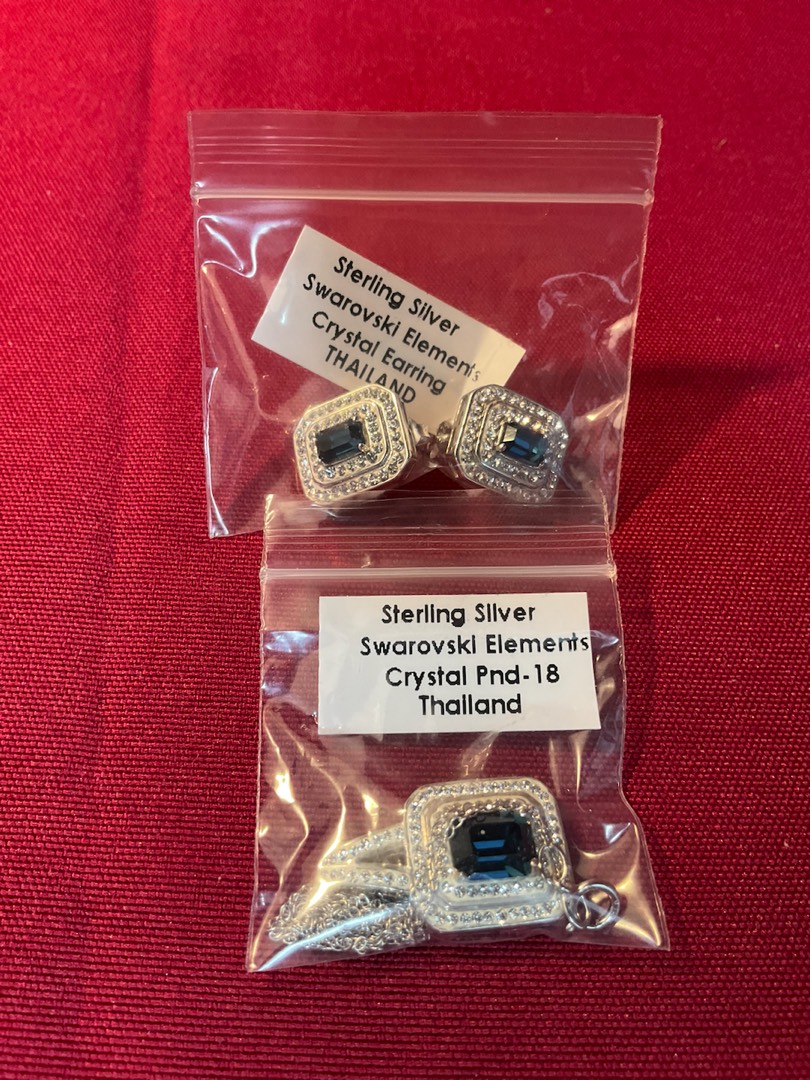 Sterling Silver
Swarovski Elements
Crystal Earring
THAILAND
Sterling Silver
Swarovski Elements
Crystal Pnd-18
Thailand